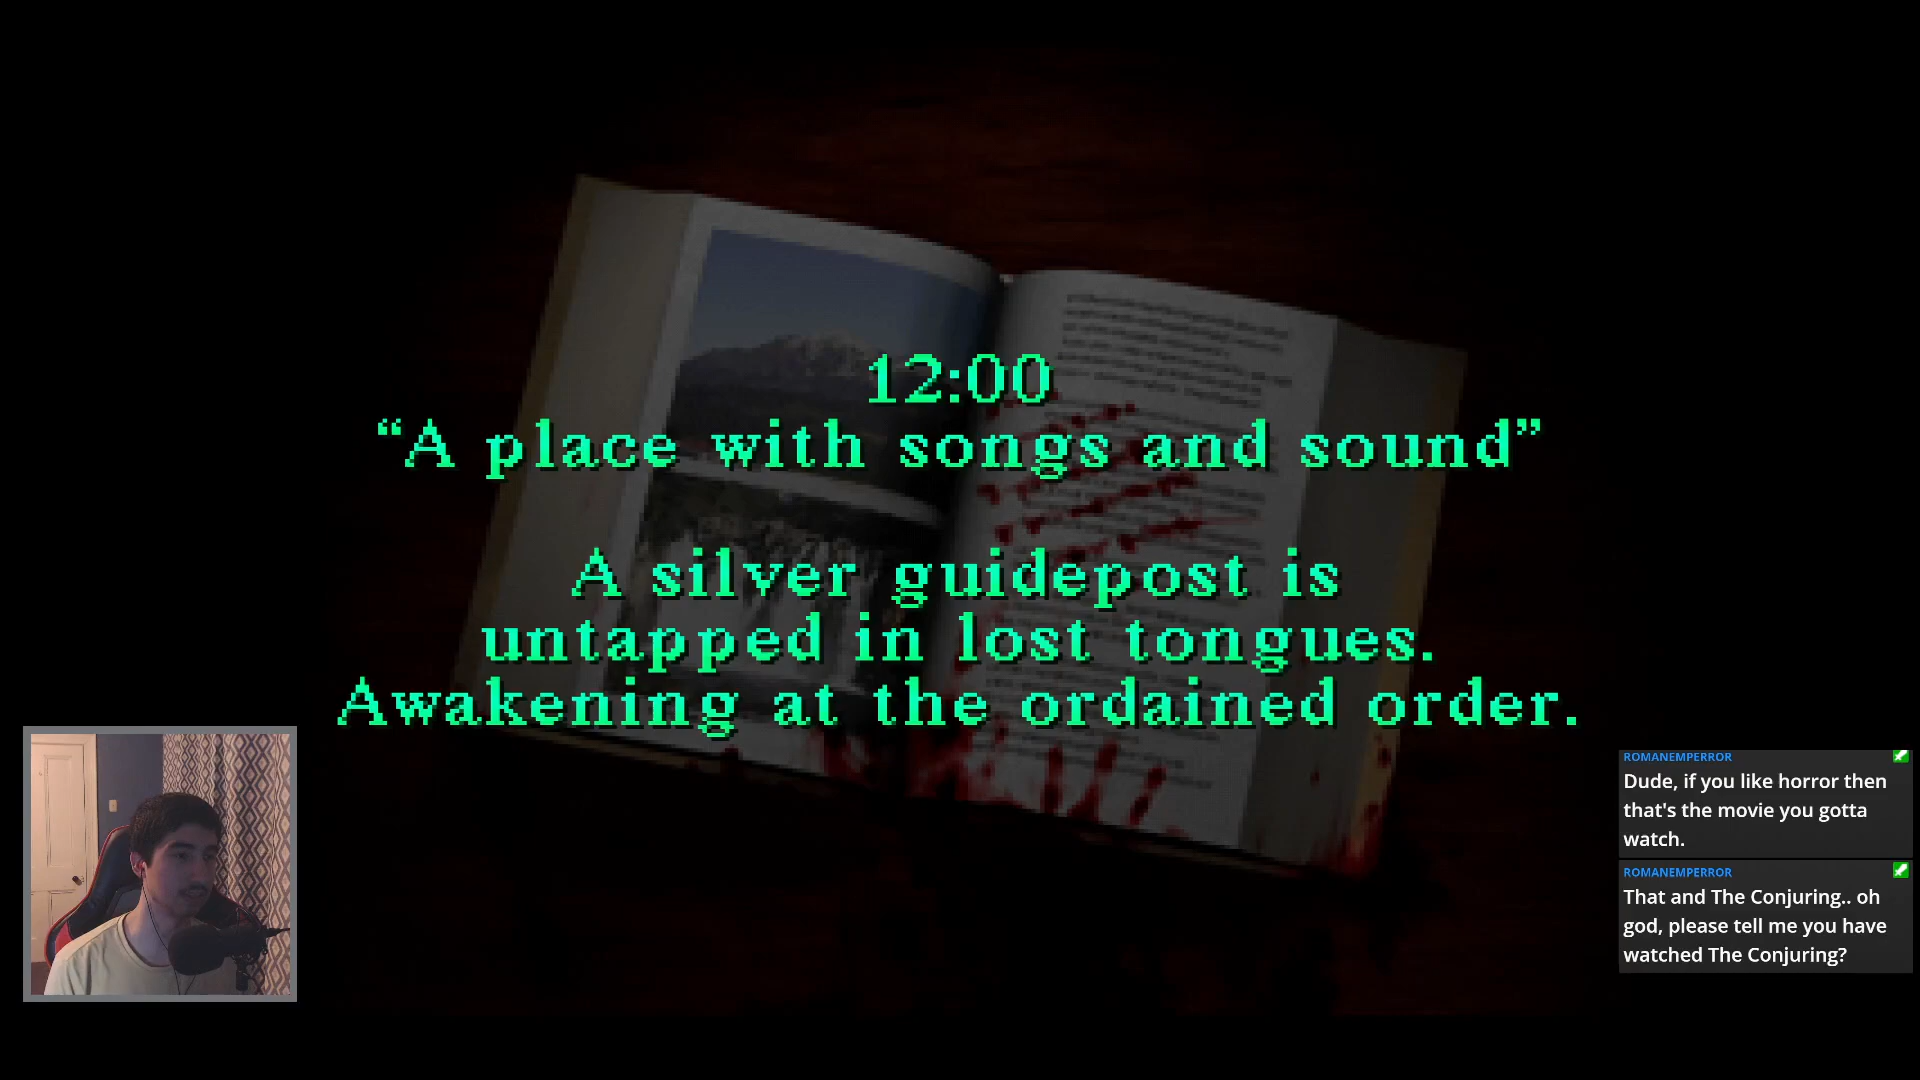 12:00
“A place with songs and sound”
A silver guidepost is
untapped in lost tongues.
Awakening at the ordained order.
ROMANEMPERROR
Dude, if you like horror then
that's the movie you gotta
watch.
ROMANEMPERROR
That and The Conjuring.. oh
god, please tell me you have
watched The Conjuring?